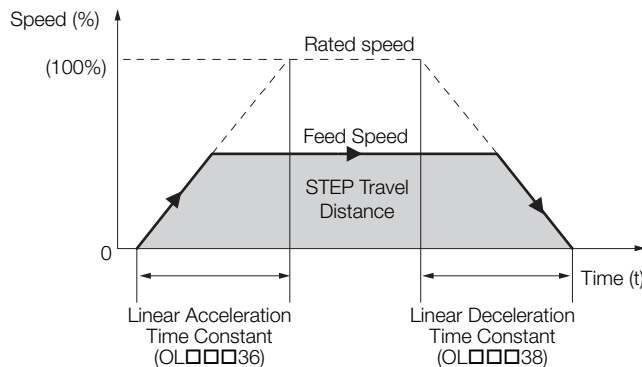 Speed (%)
(100%)
Rated speed
Feed Speed
STEP Travel
Distance
0
Time (t)
Linear Acceleration
Time Constant
(OL□□□36)
Linear Deceleration
Time Constant
(OL□□□38)